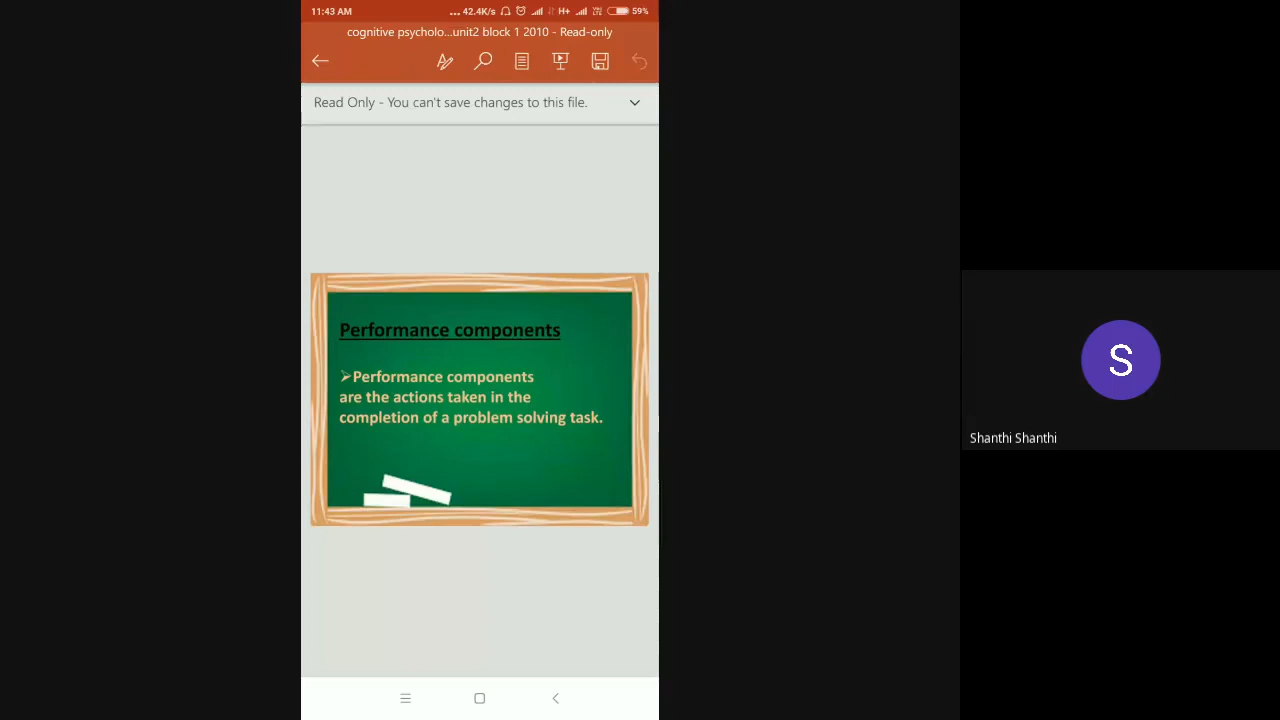 11:43 AM
... 42.4K/s
H+
59%
cognitive psycholo...unit2 block 1 2010 - Read-only
Read Only - You can't save changes to this file.
Performance components
➢Performance components
are the actions taken in the
completion of a problem solving task.
S
Shanthi Shanthi